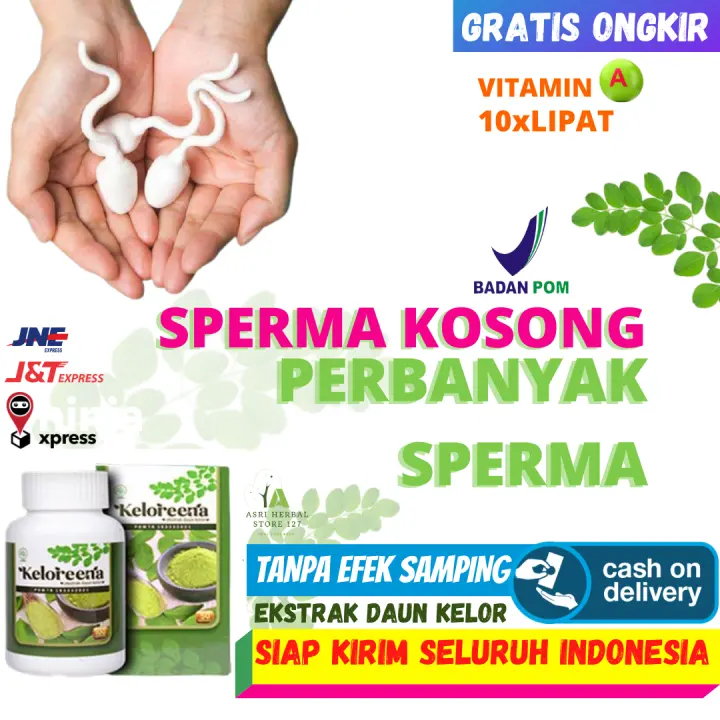 GRATIS ONGKIR
VITAMIN A
10xLIPAT
BADAN POM
SPERMA KOSONG
PERBANYAK
SPERMA
JNE
EXPRESS
J&T EXPRESS
xpress
Keloreena
Keloreena
ASRI HERBAL
STORE 127
TANPA EFEK SAMPING
cash on
delivery
EKSTRAK DAUN KELOR
SIAP KIRIM SELURUH INDONESIA